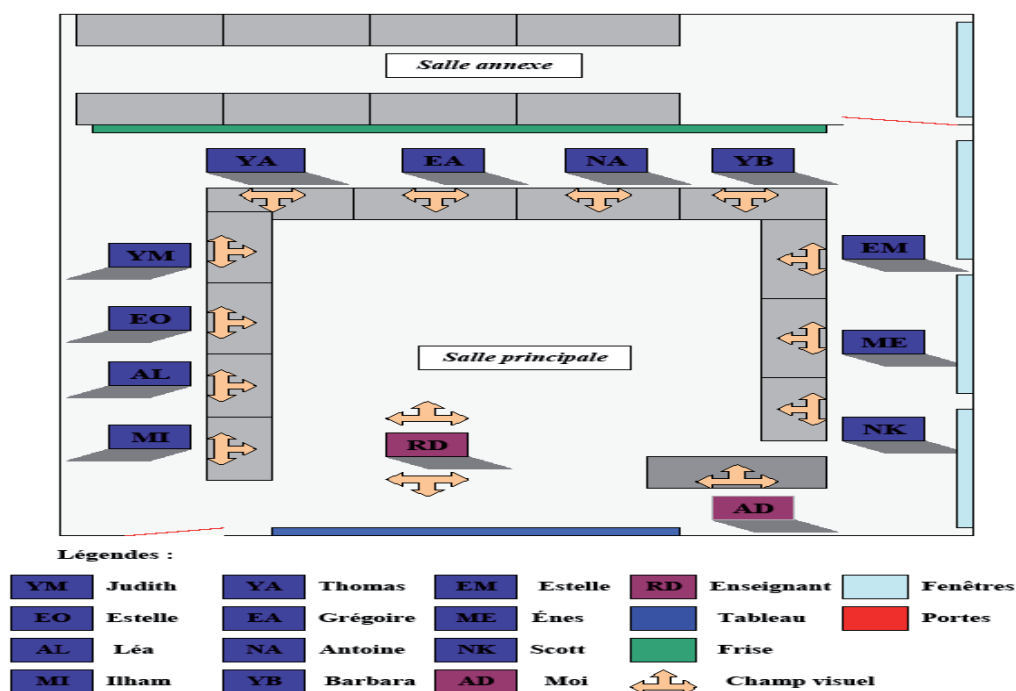 Salle annexe
YA EA NA YB
YM EM
EO ME
Salle principale
AL
MI RD NK
AD
Légendes :
YM Judith YA Thomas EM Estelle RD Enseignant Fenêtres
EO Estelle EA Grégoire ME Énes Tableau Portes
AL Léa NA Antoine NK Scott Frise
MI Ilham YB Barbara AD Moi Champ visuel